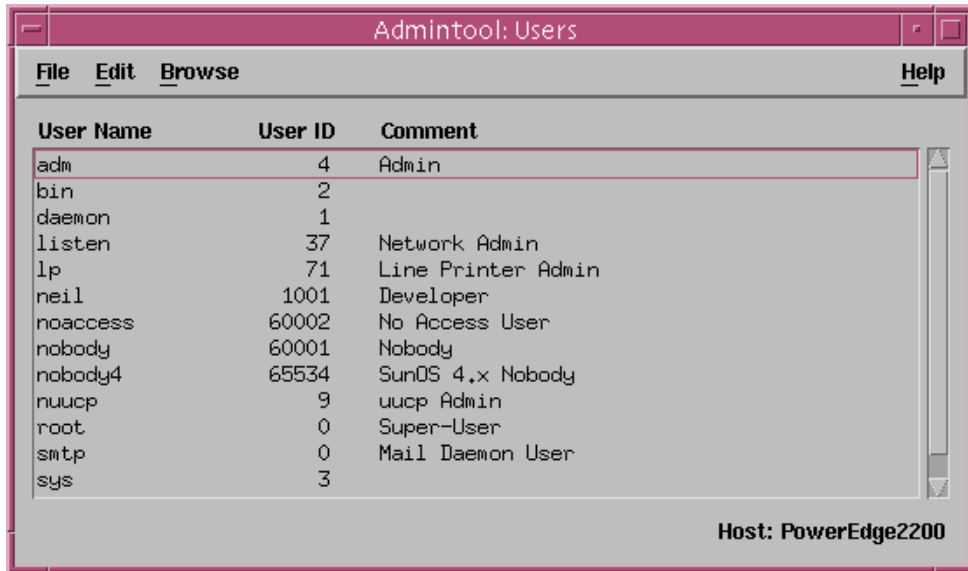 Admintool: Users
File Edit Browse Help
User Name User ID Comment
adm 4 Admin
bin 2
daemon 1
listen 37 Network Admin
lp 71 Line Printer Admin
neil 1001 Developer
noaccess 60002 No Access User
nobody 60001 Nobody
nobody4 65534 SunOS 4.x Nobody
nuucp 9 uucp Admin
root 0 Super-User
smtp 0 Mail Daemon User
sys 3
Host: PowerEdge2200